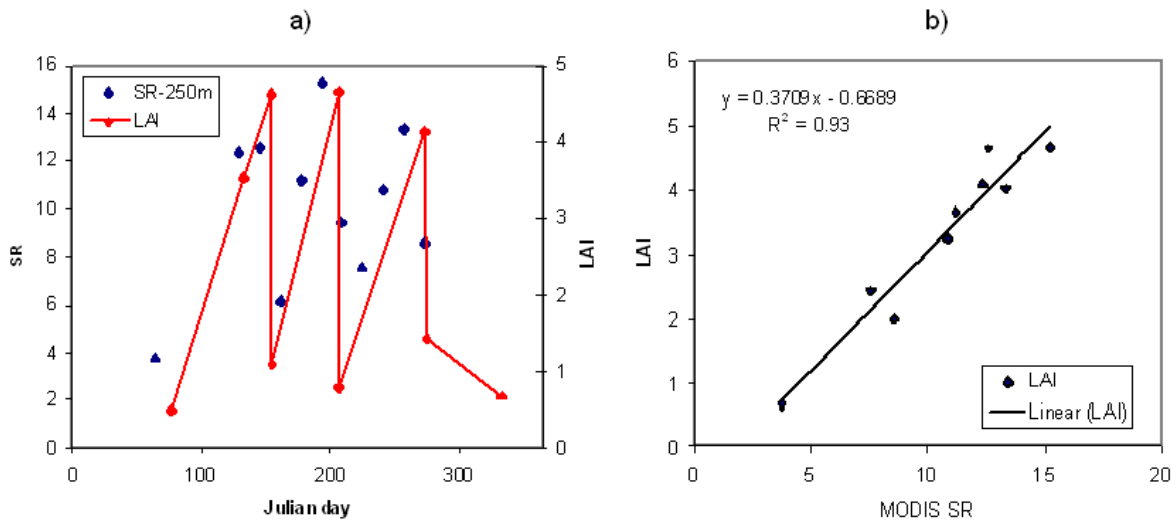 a)
16
14
12
10
8
6
4
2
0
SR
SR-250m
LAI
5
4
3
2
1
0
LAI
0
100
200
300
Julian day
b)
6
5
4
3
2
1
0
LAI
y = 0.3709x - 0.6689
R² = 0.93
LAI
Linear (LAI)
0
5
10
15
20
MODIS SR